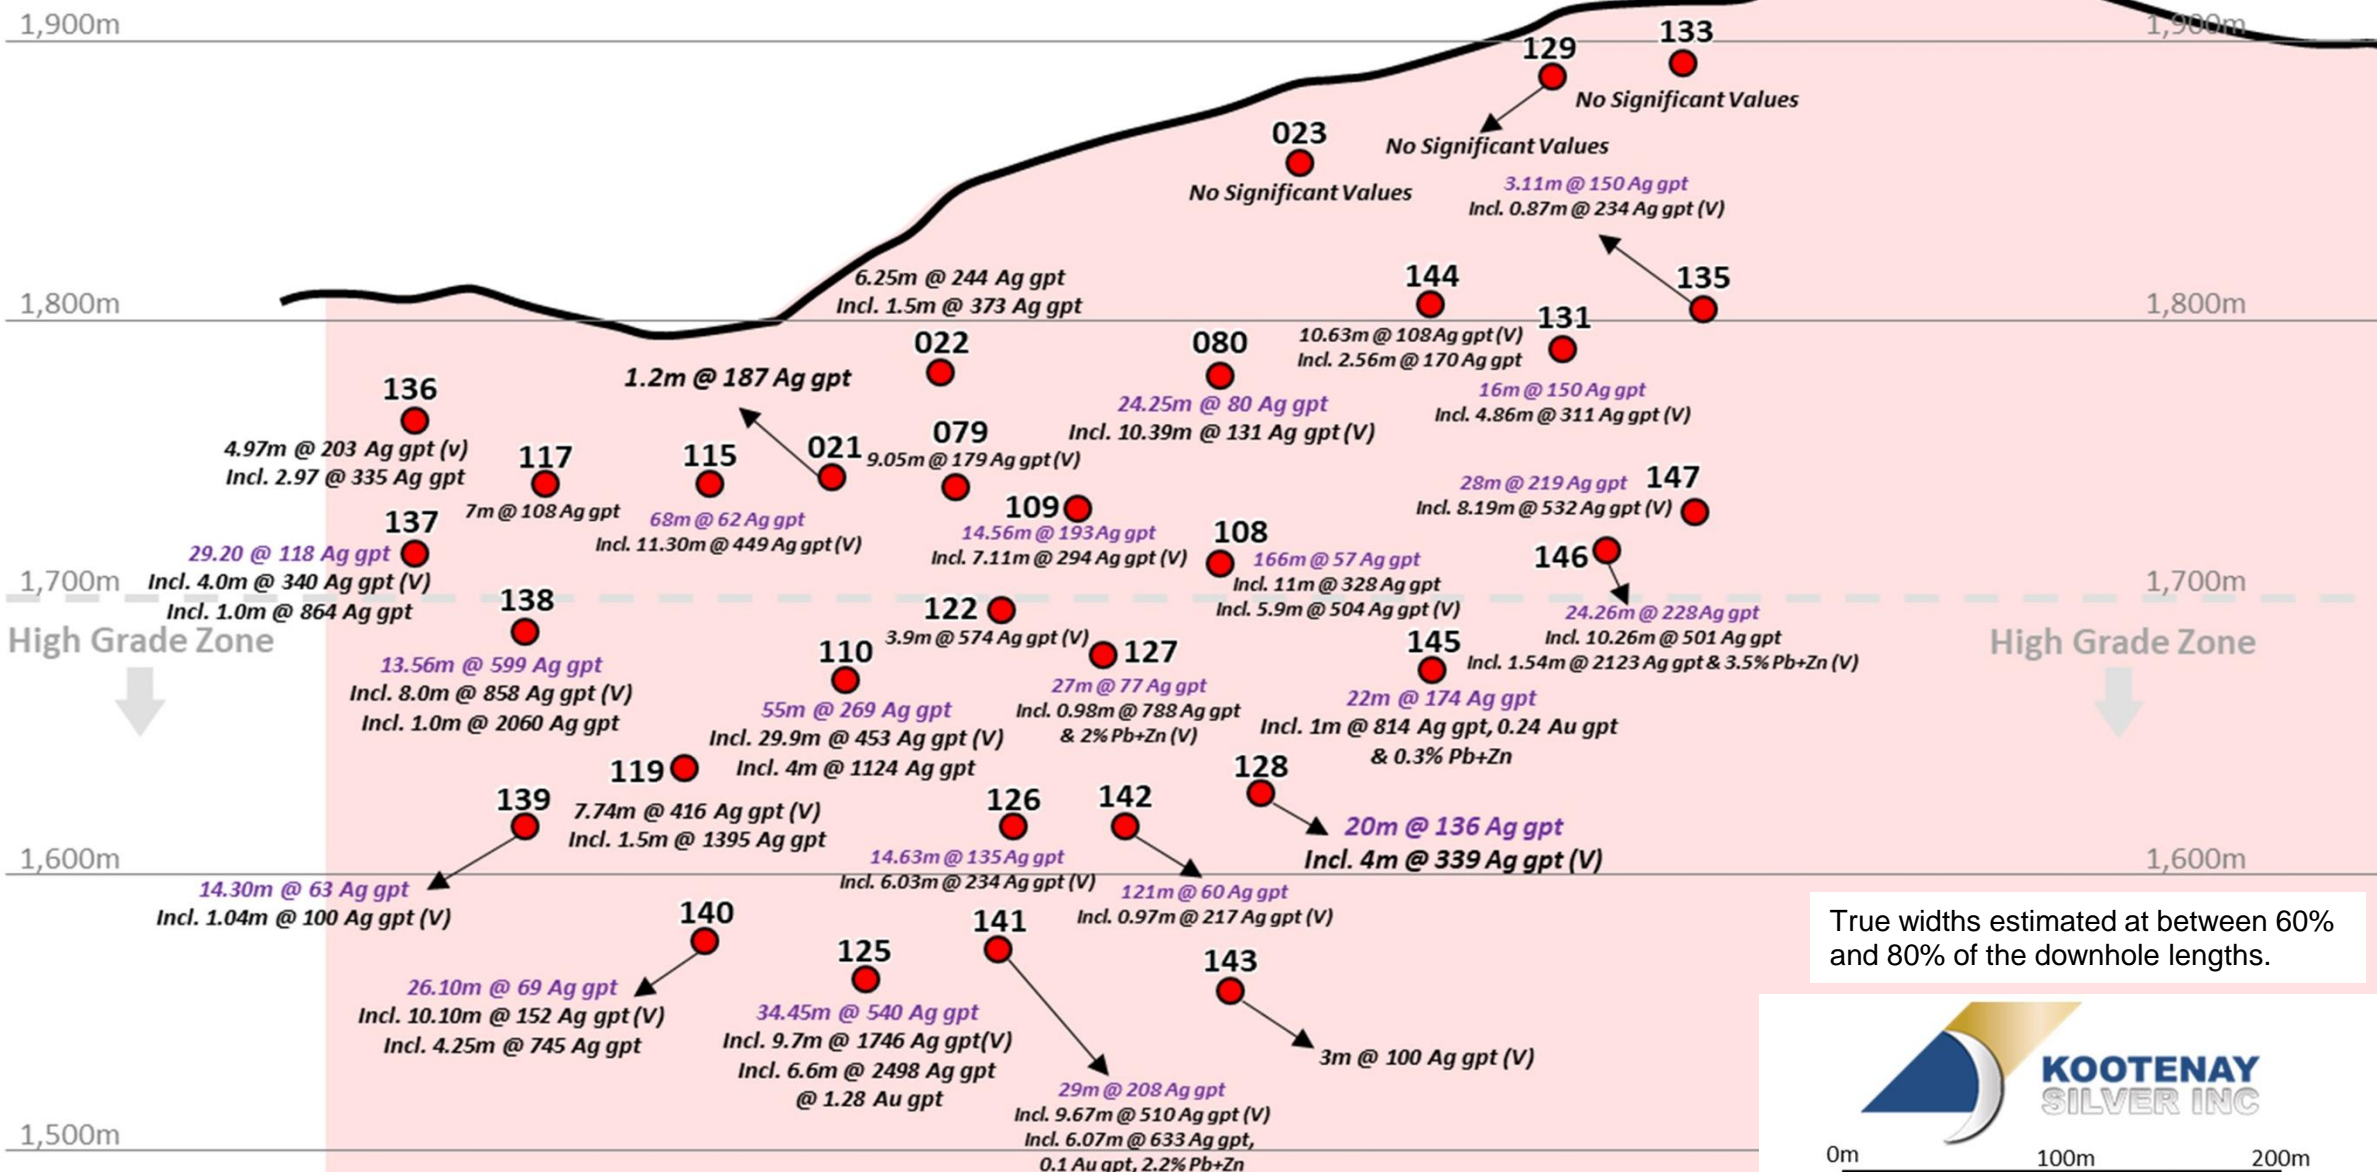 1,900m
1,900m
129
133
No Significant Values
023
No Significant Values
No Significant Values
3.11m @ 150 Ag gpt
Incl. 0.87m @ 234 Ag gpt (V)
6.25m @ 244 Ag gpt
Incl. 1.5m @ 373 Ag gpt
144
135
1,800m
1,800m
10.63m @ 108Ag gpt (V)
Incl. 2.56m @ 170 Ag gpt
131
022
080
1.2m @ 187 Ag gpt
136
16m @ 150 Ag gpt
Incl. 4.86m @ 311 Ag gpt (V)
24.25m @ 80 Ag gpt
Incl. 10.39m @ 131 Ag gpt (V)
4.97m @ 203 Ag gpt (v)
Incl. 2.97 @ 335 Ag gpt
117
115
021
079
9.05m @ 179 Ag gpt (V)
28m @ 219 Ag gpt
Incl. 8.19m @ 532 Ag gpt (V)
147
7m @ 108 Ag gpt
68m @ 62 Ag gpt
Incl. 11.30m @ 449 Ag gpt (V)
109
14.56m @ 193 Ag gpt
Incl. 7.11m @ 294 Ag gpt (V)
137
29.20 @ 118 Ag gpt
Incl. 4.0m @ 340 Ag gpt (V)
Incl. 1.0m @ 864 Ag gpt
108
166m @ 57 Ag gpt
Incl. 11m @ 328 Ag gpt
Incl. 5.9m @ 504 Ag gpt (V)
146
1,700m
1,700m
24.26m @ 228Ag gpt
Incl. 10.26m @ 501 Ag gpt
Incl. 1.54m @ 2123 Ag gpt & 3.5% Pb+Zn (V)
High Grade Zone
High Grade Zone
138
13.56m @ 599 Ag gpt
Incl. 8.0m @ 858 Ag gpt (V)
Incl. 1.0m @ 2060 Ag gpt
122
3.9m @ 574 Ag gpt (V)
110
55m @ 269 Ag gpt
Incl. 29.9m @ 453 Ag gpt (V)
Incl. 4m @ 1124 Ag gpt
127
27m @ 77 Ag gpt
Incl. 0.98m @ 788 Ag gpt
& 2% Pb+Zn (V)
145
22m @ 174 Ag gpt
Incl. 1m @ 814 Ag gpt, 0.24 Au gpt
& 0.3% Pb+Zn
119
7.74m @ 416 Ag gpt (V)
Incl. 1.5m @ 1395 Ag gpt
128
20m @ 136 Ag gpt
Incl. 4m @ 339 Ag gpt (V)
139
126
142
1,600m
1,600m
14.63m @ 135 Ag gpt
Incl. 6.03m @ 234 Ag gpt (V)
14.30m @ 63 Ag gpt
Incl. 1.04m @ 100 Ag gpt (V)
121m @ 60 Ag gpt
Incl. 0.97m @ 217 Ag gpt (V)
True widths estimated at between 60%
and 80% of the downhole lengths.
140
125
141
143
26.10m @ 69 Ag gpt
Incl. 10.10m @ 152 Ag gpt (V)
Incl. 4.25m @ 745 Ag gpt
34.45m @ 540 Ag gpt
Incl. 9.7m @ 1746 Ag gpt(V)
Incl. 6.6m @ 2498 Ag gpt
@ 1.28 Au gpt
3m @ 100 Ag gpt (V)
29m @ 208 Ag gpt
Incl. 9.67m @ 510 Ag gpt (V)
Incl. 6.07m @ 633 Ag gpt,
0.1 Au gpt, 2.2% Pb+Zn
KOOTENAY
SILVER INC
1,500m
0m
100m
200m